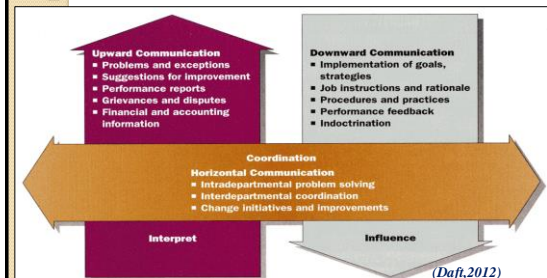 Upward Communication
▪ Problems and exceptions
▪ Suggestions for improvement
▪ Performance reports
▪ Grievances and disputes
▪ Financial and accounting
information
Downward Communication
▪ Implementation of goals,
strategies
▪ Job instructions and rationale
▪ Procedures and practices
▪ Performance feedback
▪ Indoctrination
Coordination
Horizontal Communication
▪ Intradepartmental problem solving
▪ Interdepartmental coordination
▪ Change initiatives and improvements
Interpret
Influence
(Daft,2012)